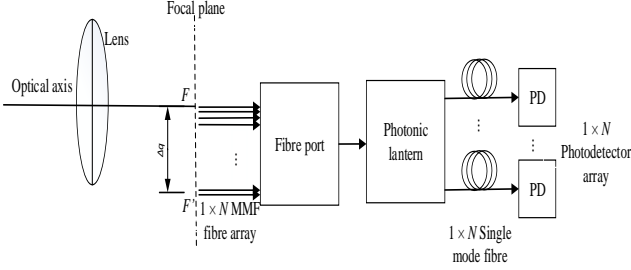 Focal plane
Lens
Optical axis
F
Δq
F'
1 × N MMF
fibre array
Fibre port
Photonic
lantern
PD
PD
1 × N
Photodetector
array
1 × N Single
mode fibre